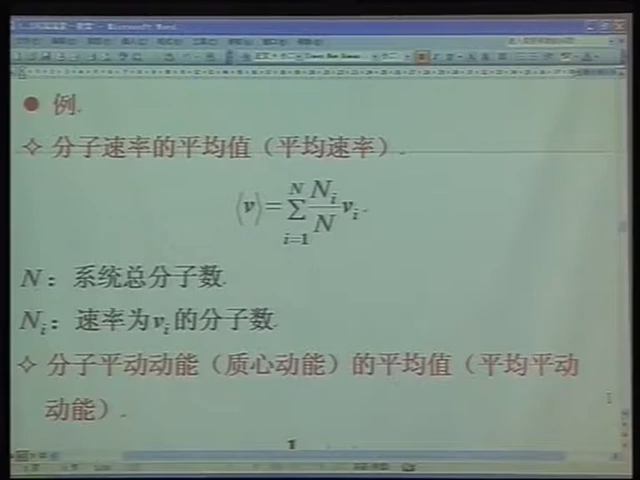 Microsoft Word
● 例.
✧ 分子速率的平均值（平均速率）.
⟨v⟩=∑_{i=1}^{N} N_i/N v_i.
N：系统总分子数.
N_i：速率为v_i的分子数.
✧ 分子平动动能（质心动能）的平均值（平均平动
动能）.
1